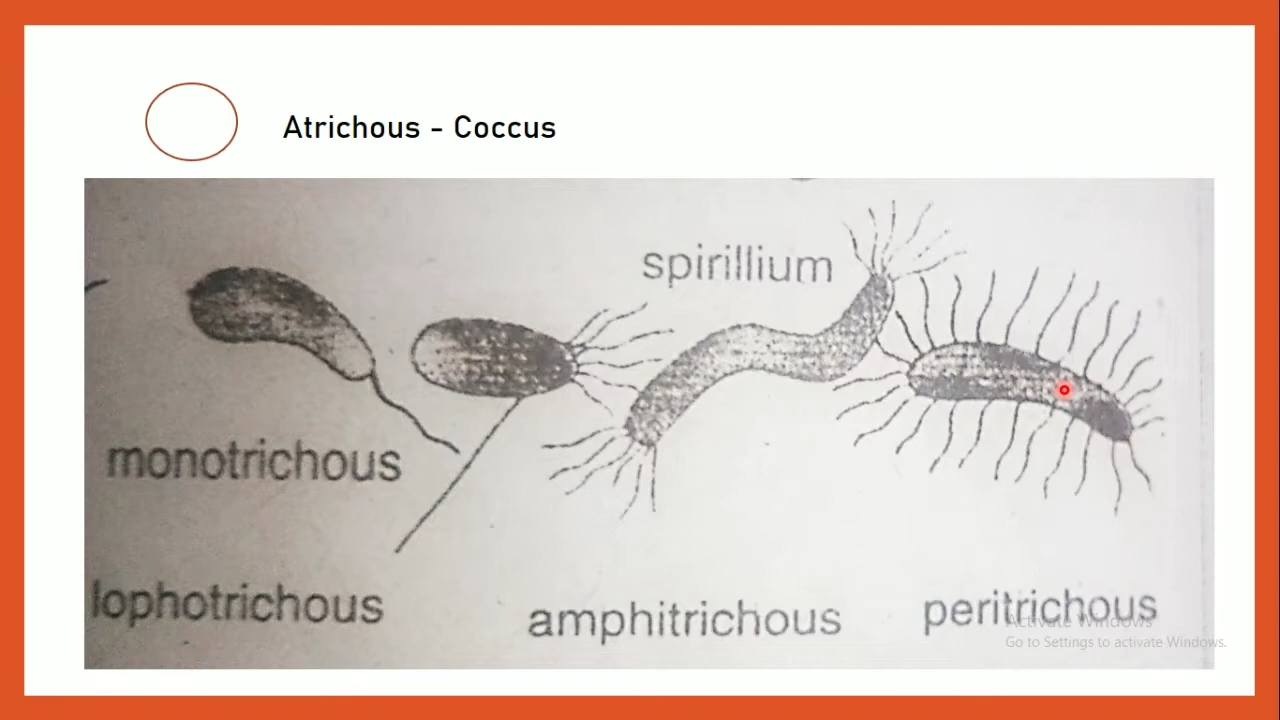 Atrichous - Coccus
spirillium
monotrichous
lophotrichous
amphitrichous
peritrichous
Activate Windows
Go to Settings to activate Windows.